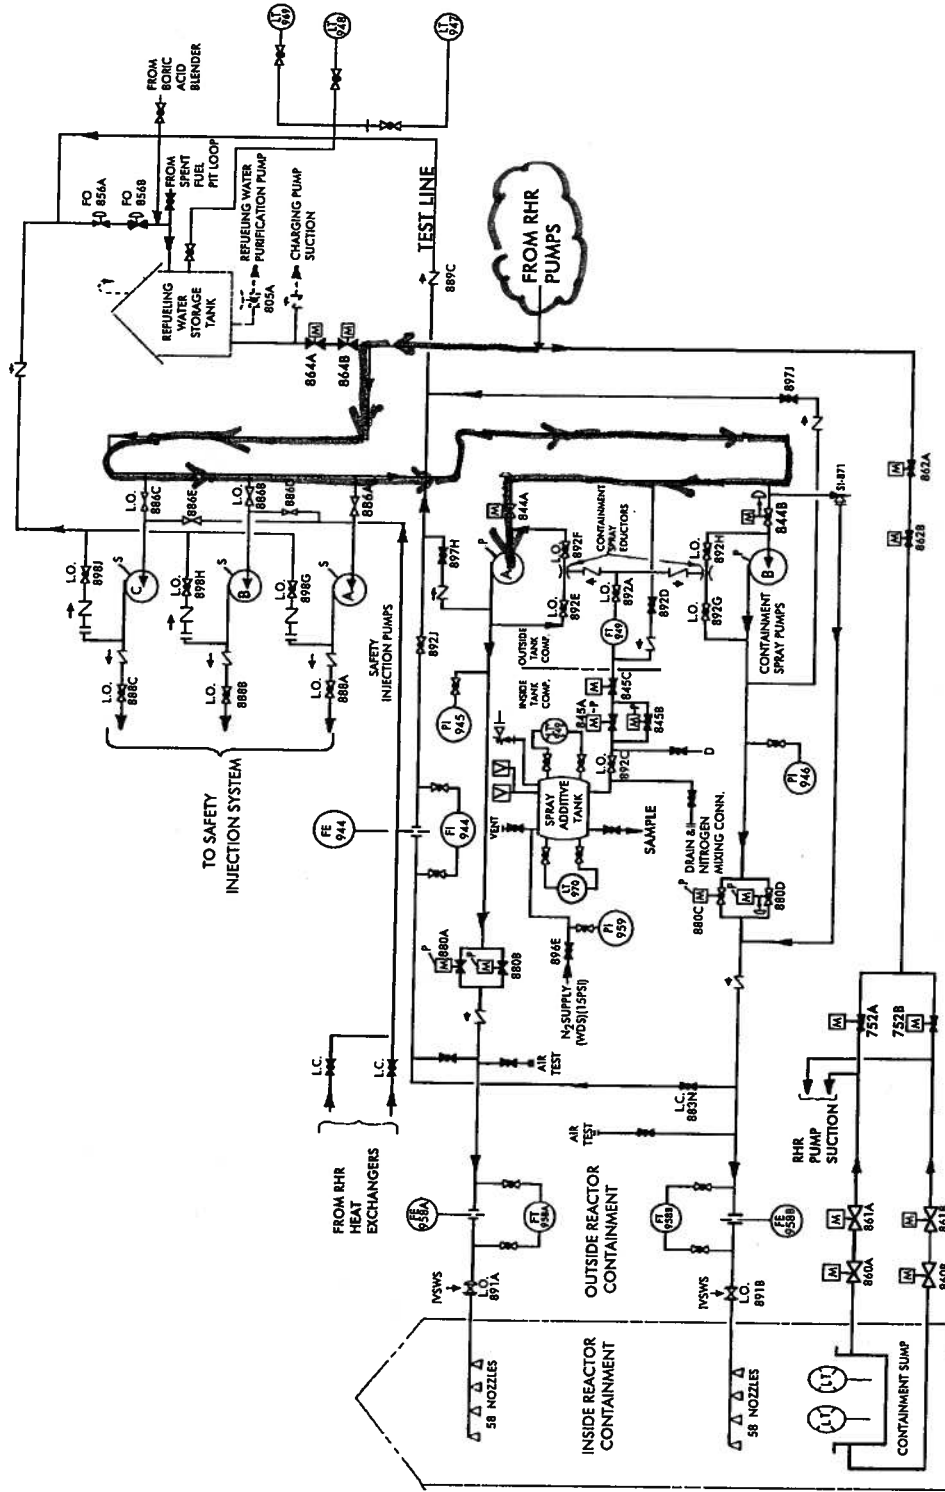 LT
969
LT
948
LT
947
FROM
BORIC
ACID
BLENDER
FO
856A
FO
856B
FROM
SPENT
FUEL
PIT LOOP
REFUELING
WATER
STORAGE
TANK
REFUELING WATER
PURIFICATION PUMP
805A
CHARGING PUMP
SUCTION
864A
M
864B
M
TEST LINE
889C
FROM RHR
PUMPS
L.O.
886C
886E
L.O.
886B
886G
886A
L.O.
898J
L.O.
898H
L.O.
898G
C
S
B
S
A
S
L.O.
888C
L.O.
888B
L.O.
888A
SAFETY
INJECTION PUMPS
TO SAFETY
INJECTION SYSTEM
L.O.
892J
897H
A
P
844A
M
L.O.
892F
L.O.
892E
CONTAINMENT
SPRAY
EDUCTORS
L.O.
892A
892D
L.O.
892H
L.O.
892G
M
844B
B
P
CONTAINMENT
SPRAY PUMPS
897J
SI-871
M
862A
M
862B
FE
944
FI
944
PI
945
OUTSIDE
TANK
COMP.
INSIDE
TANK
COMP.
FT
949
M
845C
845A
M-P
M-P
845B
L.O.
892C
D
VENT
V
V
SPRAY
ADDITIVE
TANK
LT
949
LT
970
SAMPLE
DRAIN &
NITROGEN
MIXING CONN.
PI
946
PI
959
896E
N2 SUPPLY
(WDS)(15PSI)
P
M
880A
P
M
880B
P
M
880C
P
M
880D
L.C.
L.C.
FROM RHR
HEAT
EXCHANGERS
AIR
TEST
L.C.
883N
AIR
TEST
M
752A
752B
M
RHR
PUMP
SUCTION
FE
958A
FT
958A
FT
958B
FE
958B
IVSWS
L.O.
891A
IVSWS
L.O.
891B
OUTSIDE REACTOR
CONTAINMENT
INSIDE REACTOR
CONTAINMENT
M
861A
M
860A
M
861B
M
860B
58 NOZZLES
58 NOZZLES
LT
LT
CONTAINMENT SUMP